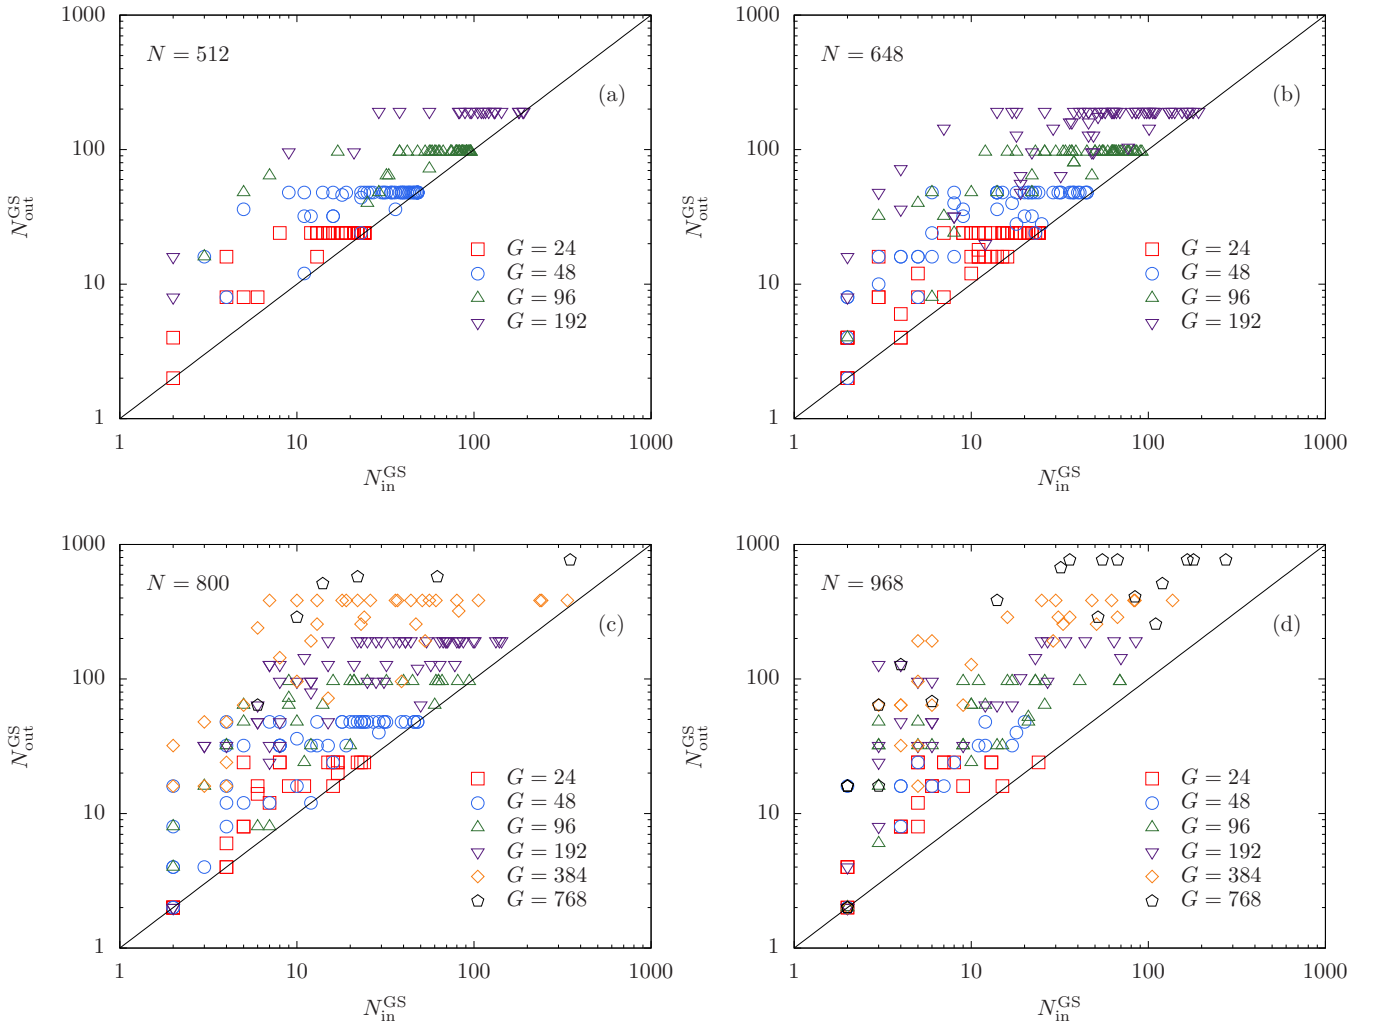 1000
100
10
1
N = 512
(a)
G = 24
G = 48
G = 96
G = 192
1 10 100 1000
N_in^GS
N_out^GS
1000
100
10
1
N = 648
(b)
G = 24
G = 48
G = 96
G = 192
1 10 100 1000
N_in^GS
N_out^GS
1000
100
10
1
N = 800
(c)
G = 24
G = 48
G = 96
G = 192
G = 384
G = 768
1 10 100 1000
N_in^GS
N_out^GS
1000
100
10
1
N = 968
(d)
G = 24
G = 48
G = 96
G = 192
G = 384
G = 768
1 10 100 1000
N_in^GS
N_out^GS